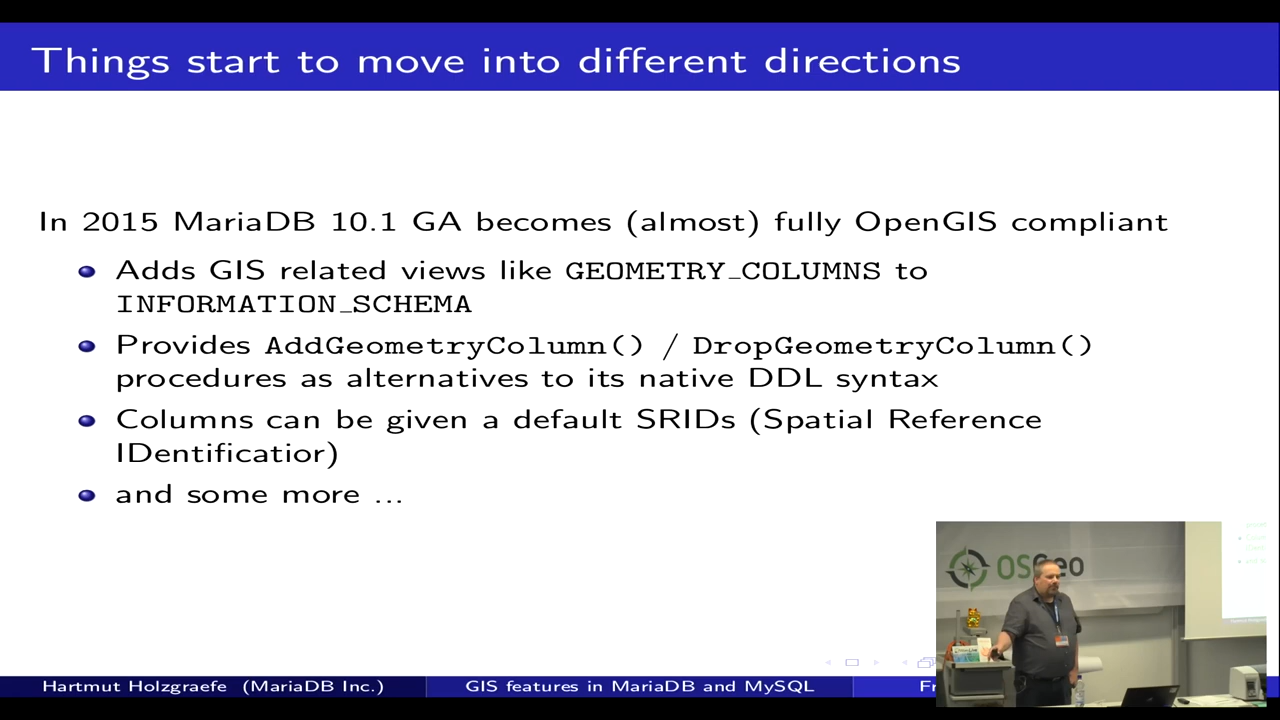 Things start to move into different directions
In 2015 MariaDB 10.1 GA becomes (almost) fully OpenGIS compliant
Adds GIS related views like GEOMETRY_COLUMNS to
INFORMATION_SCHEMA
Provides AddGeometryColumn() / DropGeometryColumn()
procedures as alternatives to its native DDL syntax
Columns can be given a default SRIDs (Spatial Reference
IDentificatior)
and some more ...
OSGeo
Hartmut Holzgraefe (MariaDB Inc.)
GIS features in MariaDB and MySQL